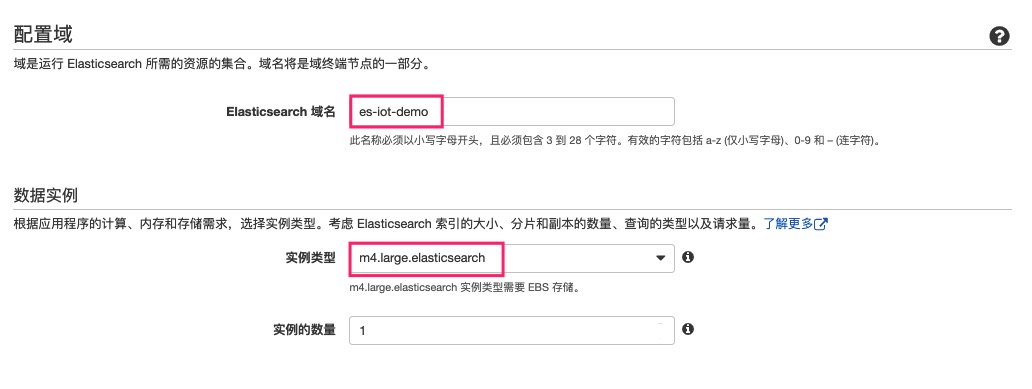 配置域
域是运行 Elasticsearch 所需的资源的集合。域名将是域终端节点的一部分。
Elasticsearch 域名
es-iot-demo
此名称必须以小写字母开头，且必须包含 3 到 28 个字符。有效的字符包括 a-z (仅小写字母)、0-9 和 – (连字符)。
数据实例
根据应用程序的计算、内存和存储需求，选择实例类型。考虑 Elasticsearch 索引的大小、分片和副本的数量、查询的类型以及请求量。了解更多
实例类型
m4.large.elasticsearch
m4.large.elasticsearch 实例类型需要 EBS 存储。
实例的数量
1